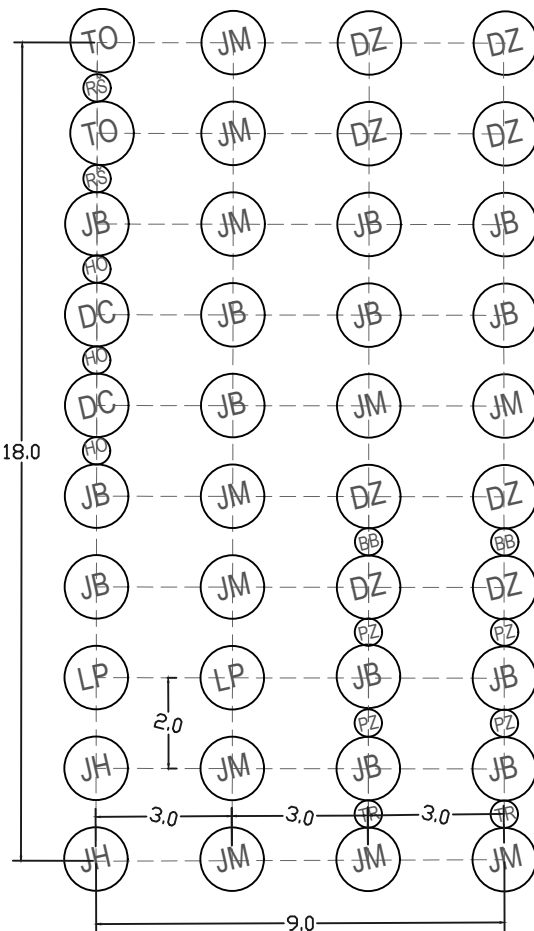 TO JM DZ DZ
RŠ
TO JM DZ DZ
RŠ
JB JM JB JB
HO
DC JB JB JB
HO
DC JB JM JM
18.0 HO
JB JM DZ DZ
BB BB
JB JM DZ DZ
PZ PZ
LP LP JB JB
2.0 PZ PZ
JH JM JB JB
3.0 3.0 TR 3.0 TR
JH JM JM JM
9.0